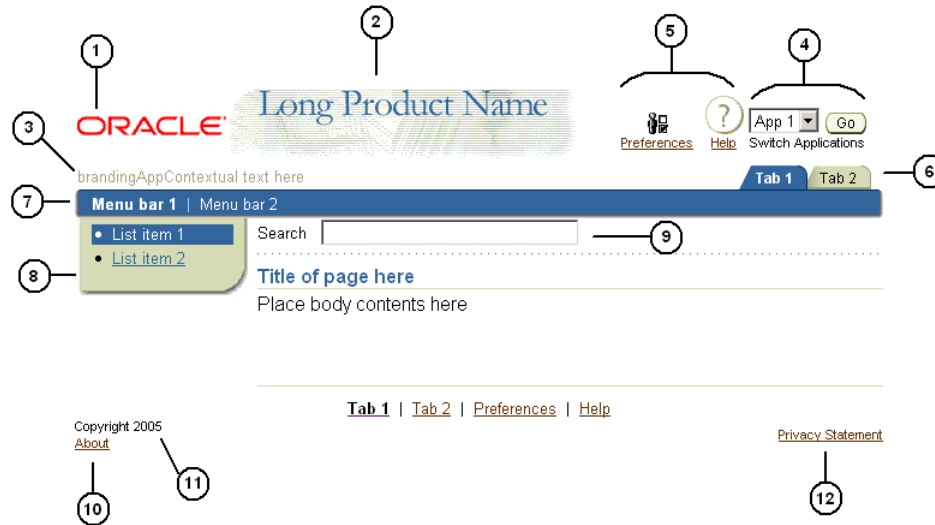 1
2
5
4
ORACLE
Long Product Name
?
App 1
Go
Preferences
Help
Switch Applications
3
brandingAppContextual text here
Tab 1
Tab 2
6
7
Menu bar 1 | Menu bar 2
List item 1
Search
9
8
List item 2
Title of page here
Place body contents here
Tab 1 | Tab 2 | Preferences | Help
Copyright 2005
About
Privacy Statement
10
11
12